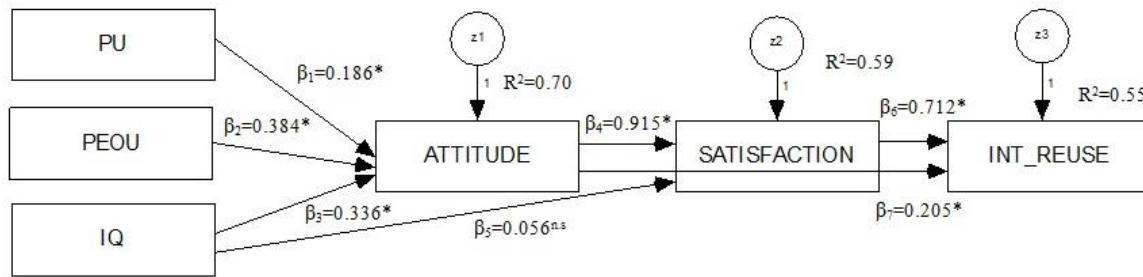 PU
z1
z2
z3
β₁=0.186*
1
R²=0.70
1
R²=0.59
1
R²=0.55
PEOU
β₂=0.384*
ATTITUDE
β₄=0.915*
SATISFACTION
β₆=0.712*
INT_REUSE
IQ
β₃=0.336*
β₅=0.056ⁿ·ˢ
β₇=0.205*